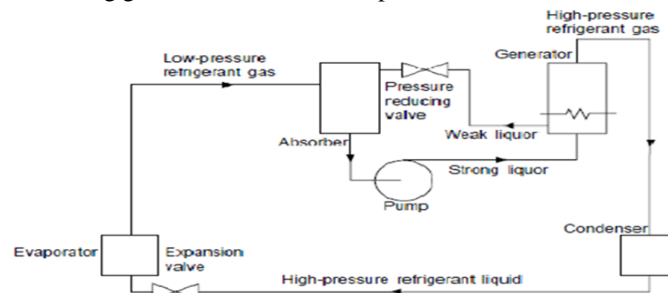 High-pressure
refrigerant gas
Generator
Low-pressure
refrigerant gas
Pressure
reducing
valve
Weak liquor
Absorber
Strong liquor
Pump
Condenser
Evaporator
Expansion
valve
High-pressure refrigerant liquid